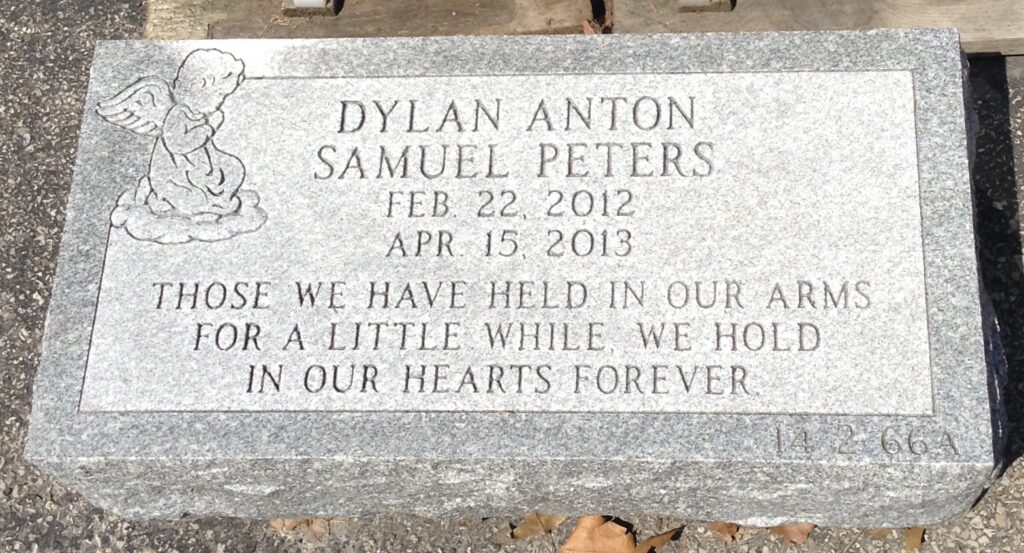 DYLAN ANTON
SAMUEL PETERS
FEB. 22, 2012
APR. 15, 2013
THOSE WE HAVE HELD IN OUR ARMS
FOR A LITTLE WHILE, WE HOLD
IN OUR HEARTS FOREVER.
14 2 66A